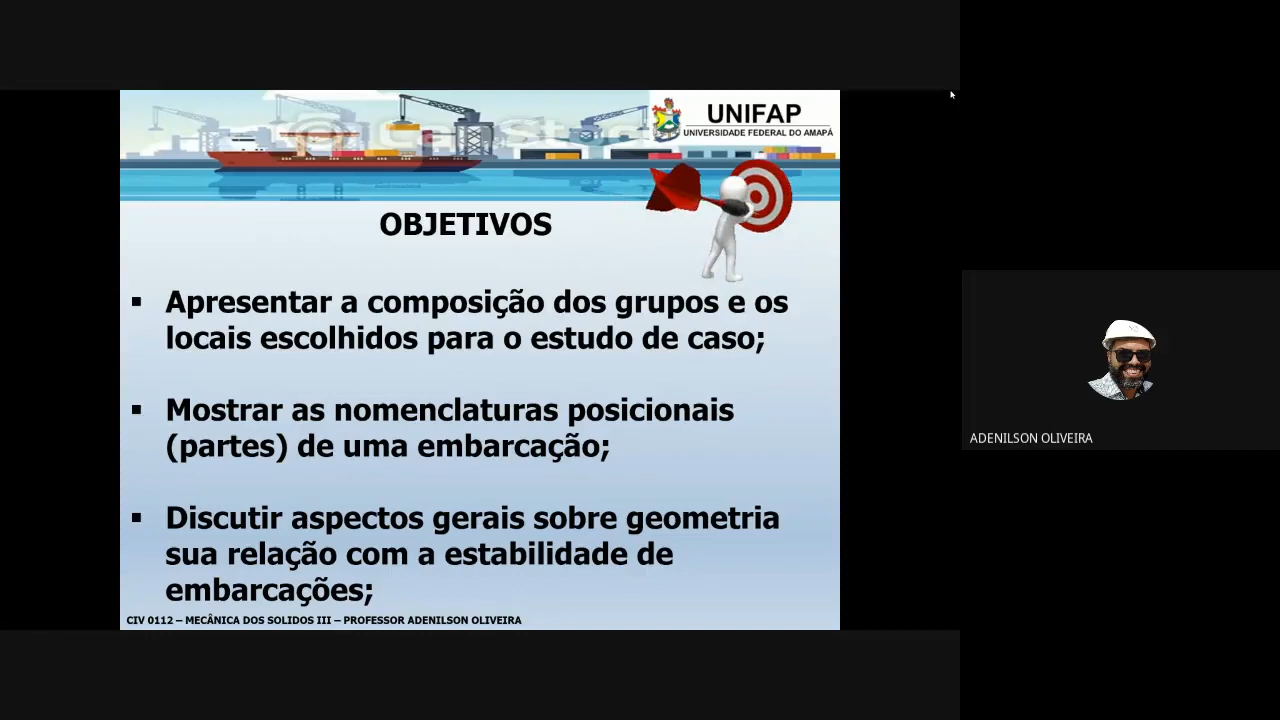 UNIFAP
UNIVERSIDADE FEDERAL DO AMAPÁ
OBJETIVOS
▪ Apresentar a composição dos grupos e os
locais escolhidos para o estudo de caso;
▪ Mostrar as nomenclaturas posicionais
(partes) de uma embarcação;
▪ Discutir aspectos gerais sobre geometria
sua relação com a estabilidade de
embarcações;
CIV 0112 – MECÂNICA DOS SOLIDOS III – PROFESSOR ADENILSON OLIVEIRA
ADENILSON OLIVEIRA